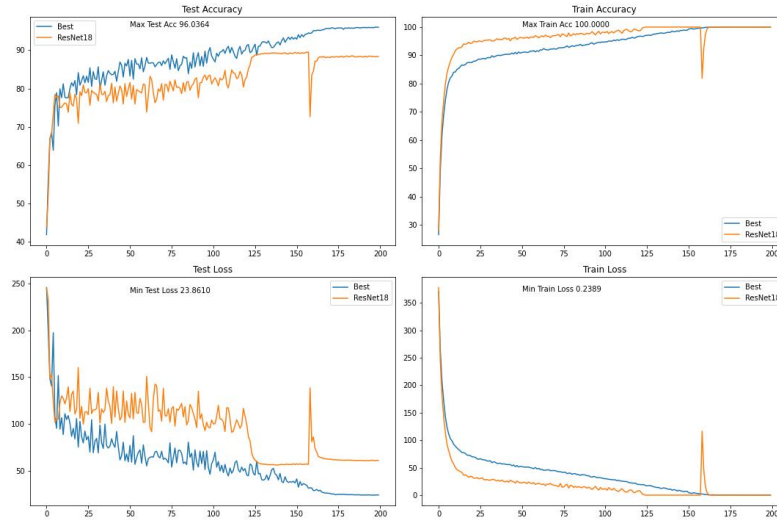 Test Accuracy
Max Test Acc 96.0364
Best
ResNet18
90
80
70
60
50
40
0 25 50 75 100 125 150 175 200
Train Accuracy
Max Train Acc 100.0000
100
90
80
70
60
50
40
30
Best
ResNet18
0 25 50 75 100 125 150 175 200
Test Loss
Min Test Loss 23.8610
Best
ResNet18
250
200
150
100
50
0 25 50 75 100 125 150 175 200
Train Loss
Min Train Loss 0.2389
Best
ResNet18
350
300
250
200
150
100
50
0
0 25 50 75 100 125 150 175 200